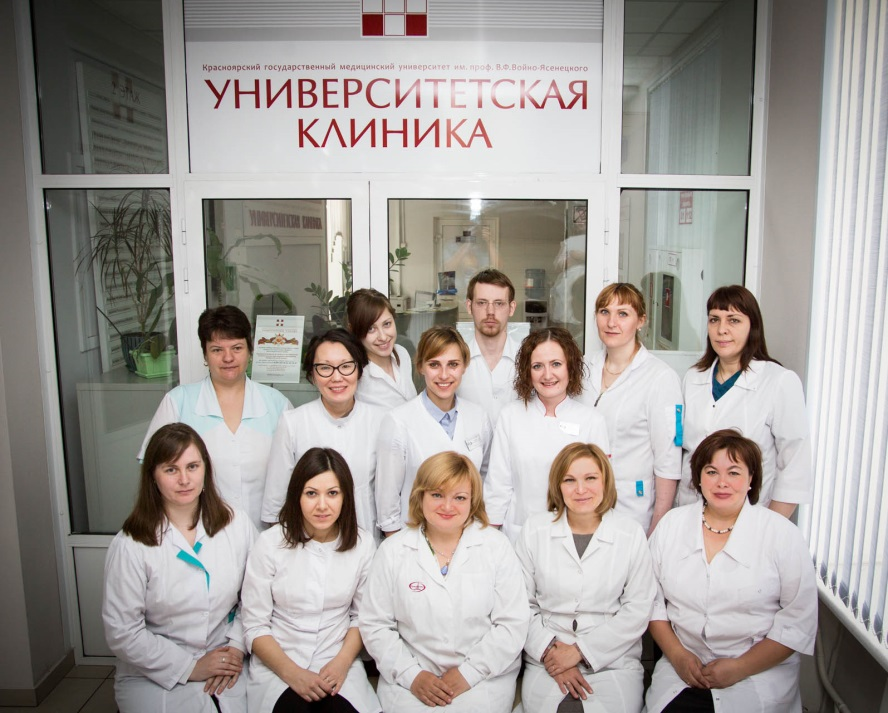 Красноярский государственный медицинский университет им. проф. В.Ф.Войно-Ясенецкого
УНИВЕРСИТЕТСКАЯ
КЛИНИКА